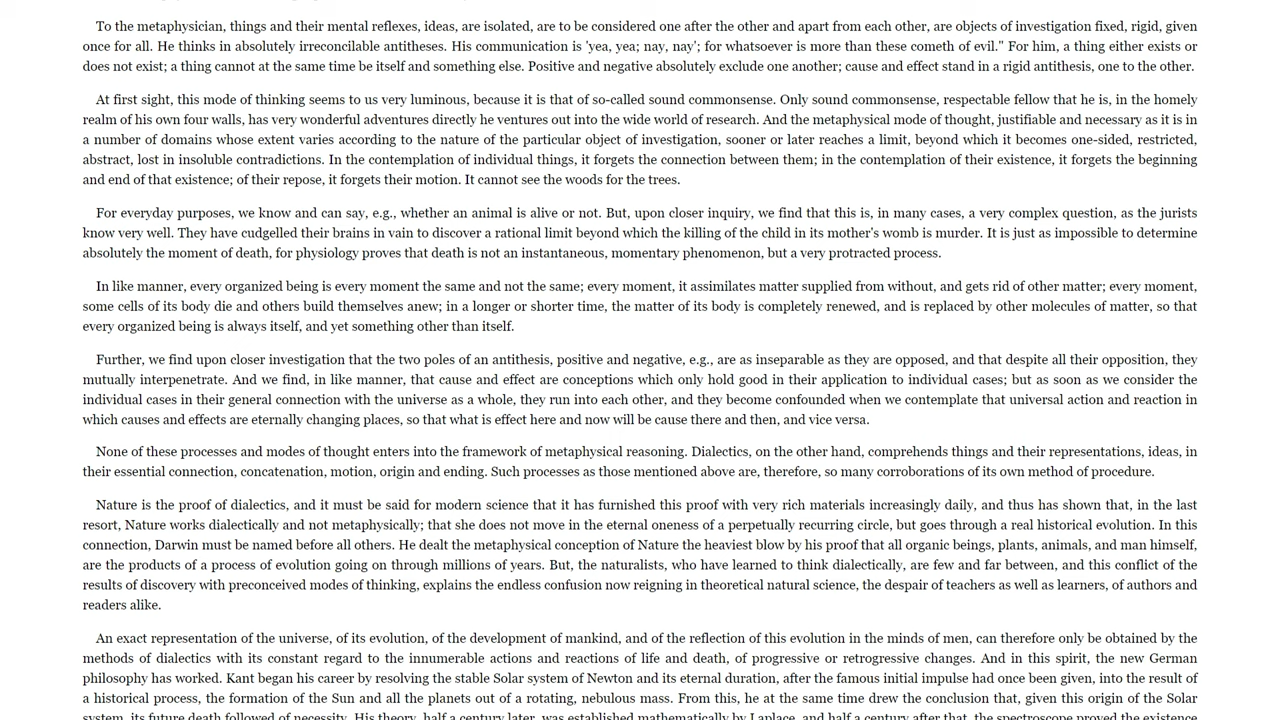 To the metaphysician, things and their mental reflexes, ideas, are isolated, are to be considered one after the other and apart from each other, are objects of investigation fixed, rigid, given
once for all. He thinks in absolutely irreconcilable antitheses. His communication is 'yea, yea; nay, nay'; for whatsoever is more than these cometh of evil." For him, a thing either exists or
does not exist; a thing cannot at the same time be itself and something else. Positive and negative absolutely exclude one another; cause and effect stand in a rigid antithesis, one to the other.
At first sight, this mode of thinking seems to us very luminous, because it is that of so-called sound commonsense. Only sound commonsense, respectable fellow that he is, in the homely
realm of his own four walls, has very wonderful adventures directly he ventures out into the wide world of research. And the metaphysical mode of thought, justifiable and necessary as it is in
a number of domains whose extent varies according to the nature of the particular object of investigation, sooner or later reaches a limit, beyond which it becomes one-sided, restricted,
abstract, lost in insoluble contradictions. In the contemplation of individual things, it forgets the connection between them; in the contemplation of their existence, it forgets the beginning
and end of that existence; of their repose, it forgets their motion. It cannot see the woods for the trees.
For everyday purposes, we know and can say, e.g., whether an animal is alive or not. But, upon closer inquiry, we find that this is, in many cases, a very complex question, as the jurists
know very well. They have cudgelled their brains in vain to discover a rational limit beyond which the killing of the child in its mother's womb is murder. It is just as impossible to determine
absolutely the moment of death, for physiology proves that death is not an instantaneous, momentary phenomenon, but a very protracted process.
In like manner, every organized being is every moment the same and not the same; every moment, it assimilates matter supplied from without, and gets rid of other matter; every moment,
some cells of its body die and others build themselves anew; in a longer or shorter time, the matter of its body is completely renewed, and is replaced by other molecules of matter, so that
every organized being is always itself, and yet something other than itself.
Further, we find upon closer investigation that the two poles of an antithesis, positive and negative, e.g., are as inseparable as they are opposed, and that despite all their opposition, they
mutually interpenetrate. And we find, in like manner, that cause and effect are conceptions which only hold good in their application to individual cases; but as soon as we consider the
individual cases in their general connection with the universe as a whole, they run into each other, and they become confounded when we contemplate that universal action and reaction in
which causes and effects are eternally changing places, so that what is effect here and now will be cause there and then, and vice versa.
None of these processes and modes of thought enters into the framework of metaphysical reasoning. Dialectics, on the other hand, comprehends things and their representations, ideas, in
their essential connection, concatenation, motion, origin and ending. Such processes as those mentioned above are, therefore, so many corroborations of its own method of procedure.
Nature is the proof of dialectics, and it must be said for modern science that it has furnished this proof with very rich materials increasingly daily, and thus has shown that, in the last
resort, Nature works dialectically and not metaphysically; that she does not move in the eternal oneness of a perpetually recurring circle, but goes through a real historical evolution. In this
connection, Darwin must be named before all others. He dealt the metaphysical conception of Nature the heaviest blow by his proof that all organic beings, plants, animals, and man himself,
are the products of a process of evolution going on through millions of years. But, the naturalists, who have learned to think dialectically, are few and far between, and this conflict of the
results of discovery with preconceived modes of thinking, explains the endless confusion now reigning in theoretical natural science, the despair of teachers as well as learners, of authors and
readers alike.
An exact representation of the universe, of its evolution, of the development of mankind, and of the reflection of this evolution in the minds of men, can therefore only be obtained by the
methods of dialectics with its constant regard to the innumerable actions and reactions of life and death, of progressive or retrogressive changes. And in this spirit, the new German
philosophy has worked. Kant began his career by resolving the stable Solar system of Newton and its eternal duration, after the famous initial impulse had once been given, into the result of
a historical process, the formation of the Sun and all the planets out of a rotating, nebulous mass. From this, he at the same time drew the conclusion that, given this origin of the Solar
system, its future death followed of necessity. His theory, half a century later, was established mathematically by Laplace, and half a century after that, the spectroscope proved the existence